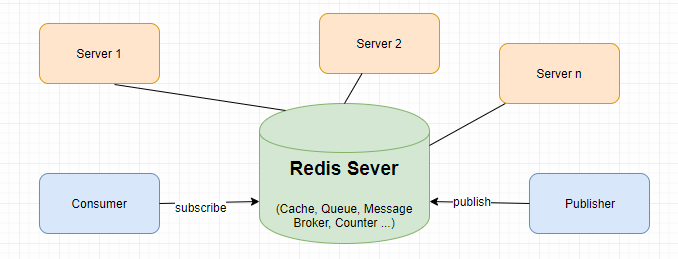 Server 1
Server 2
Server n
Redis Sever
(Cache, Queue, Message
Broker, Counter ...)
Consumer
subscribe
publish
Publisher